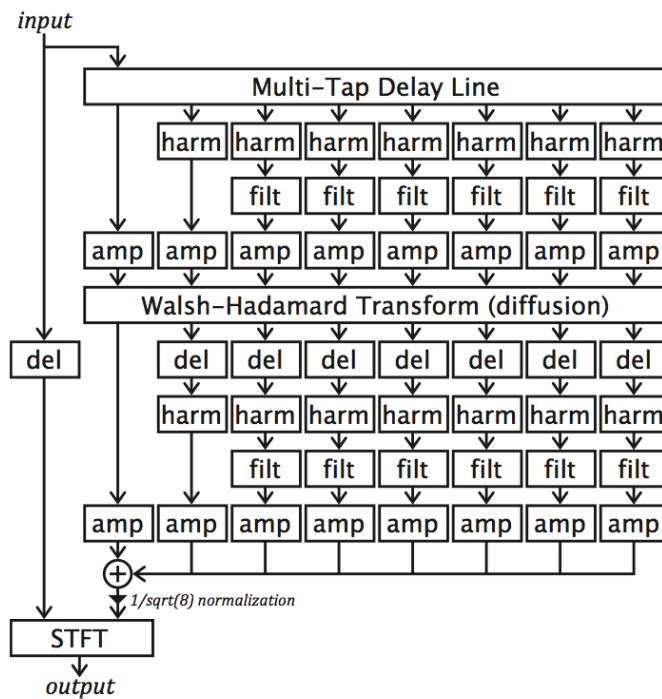 input
Multi-Tap Delay Line
harm harm harm harm harm harm harm
filt filt filt filt filt filt
amp amp amp amp amp amp amp amp
Walsh-Hadamard Transform (diffusion)
del del del del del del del del
harm harm harm harm harm harm harm
filt filt filt filt filt filt
amp amp amp amp amp amp amp amp
+
1/sqrt(8) normalization
STFT
output